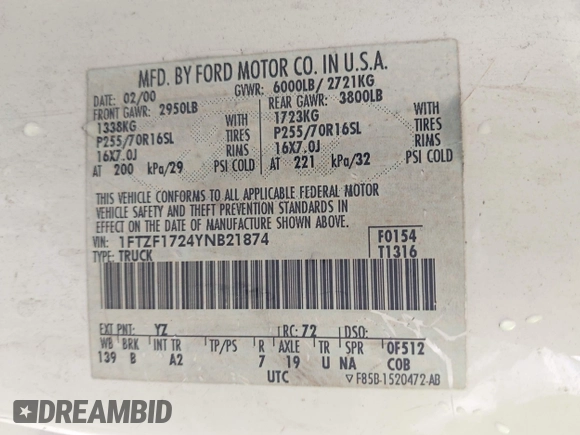 MFD. BY FORD MOTOR CO. IN U.S.A.
DATE: 02/00 GVWR: 6000LB/ 2721KG
FRONT GAWR: 2950LB REAR GAWR: 3800LB
1338KG WITH 1723KG WITH
P255/70R16SL TIRES P255/70R16SL TIRES
16X7.0J RIMS 16X7.0J RIMS
AT 200 kPa/29 PSI COLD AT 221 kPa/32 PSI COLD
THIS VEHICLE CONFORMS TO ALL APPLICABLE FEDERAL MOTOR
VEHICLE SAFETY AND THEFT PREVENTION STANDARDS IN
EFFECT ON THE DATE OF MANUFACTURE SHOWN ABOVE.
VIN: 1FTZF1724YNB21874 F0154
TYPE: TRUCK T1316
EXT PNT: YZ RC: 72 DSO:
WB BRK INT TR TP/PS R AXLE TR SPR OF512
139 B A2 7 19 U NA COB
UTC ▽ F85B-1520472-AB
DREAMBID